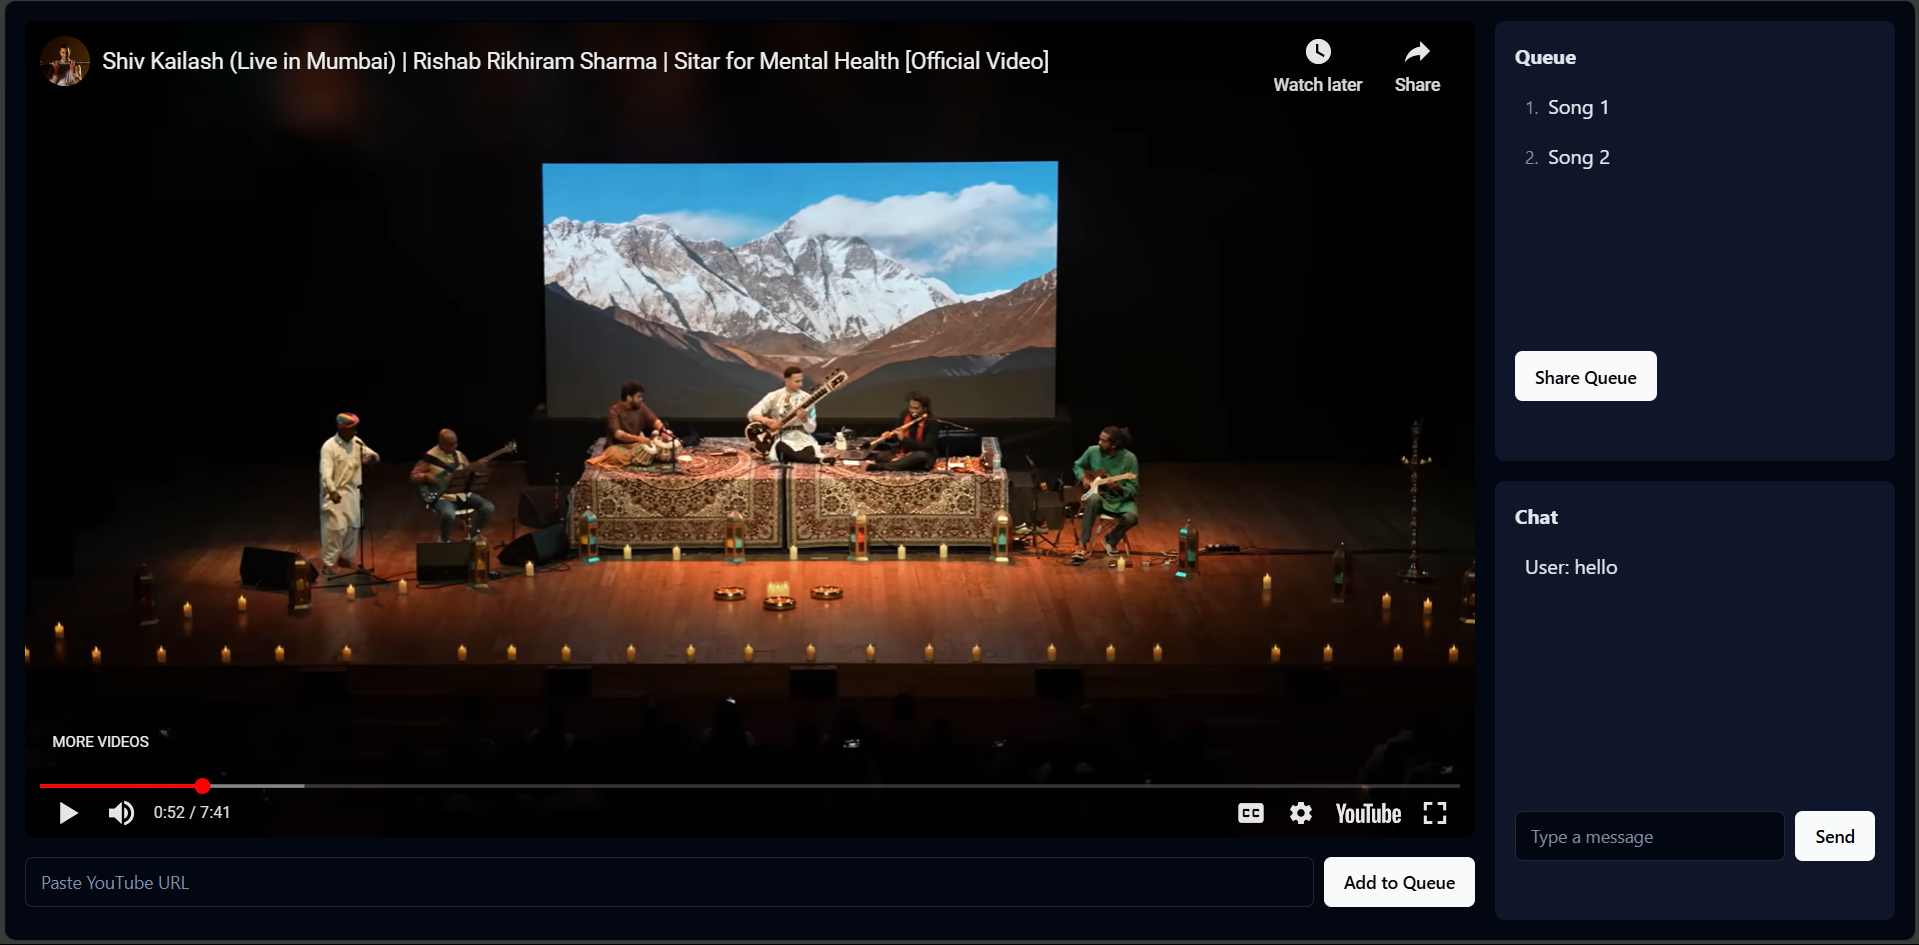 Shiv Kailash (Live in Mumbai) | Rishab Rikhiram Sharma | Sitar for Mental Health [Official Video]
Watch later
Share
MORE VIDEOS
0:52 / 7:41
CC
YouTube
Paste YouTube URL
Add to Queue
Queue
1. Song 1
2. Song 2
Share Queue
Chat
User: hello
Type a message
Send